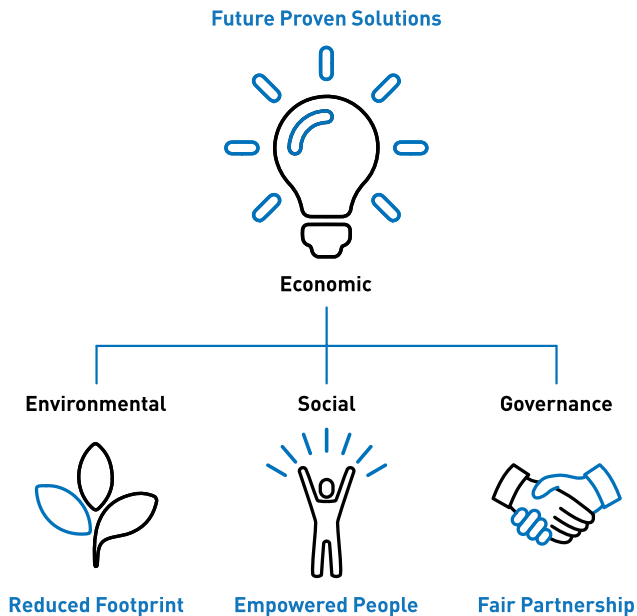 Future Proven Solutions
Economic
Environmental
Social
Governance
Reduced Footprint
Empowered People
Fair Partnership